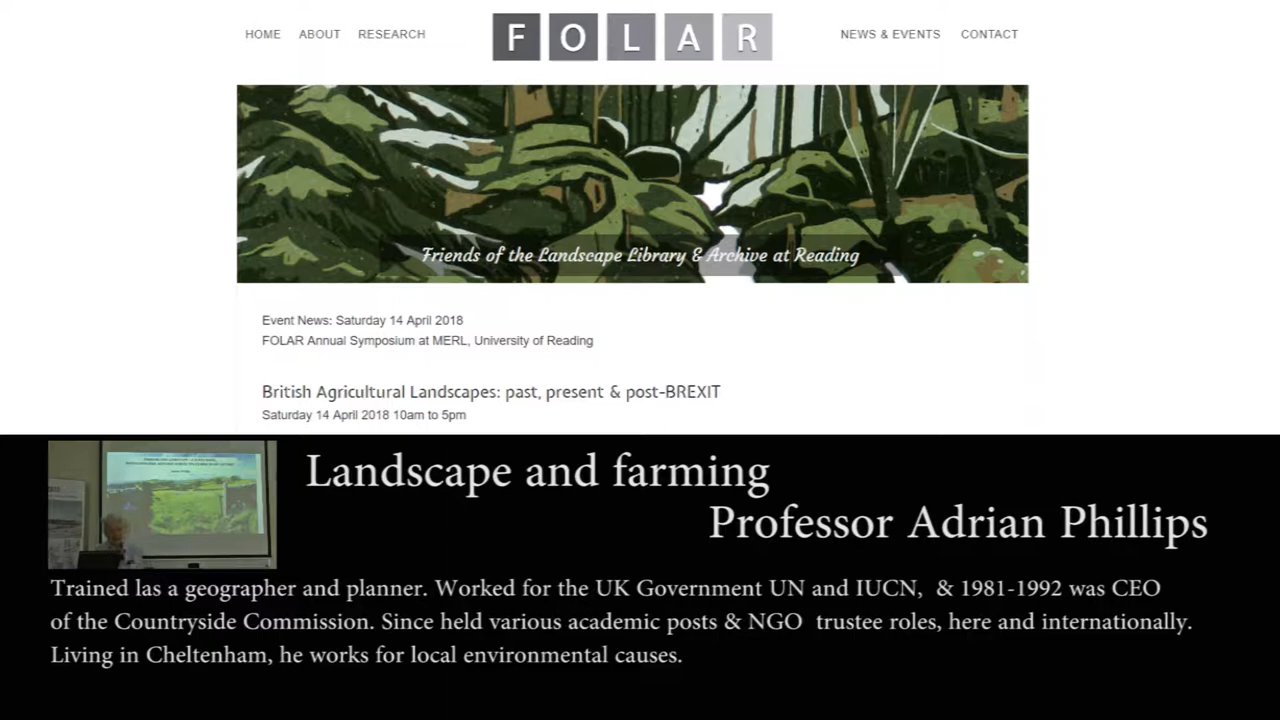 HOME ABOUT RESEARCH FOLAR NEWS & EVENTS CONTACT
Friends of the Landscape Library & Archive at Reading
Event News: Saturday 14 April 2018
FOLAR Annual Symposium at MERL, University of Reading
British Agricultural Landscapes: past, present & post-BREXIT
Saturday 14 April 2018 10am to 5pm
Landscape and farming
Professor Adrian Phillips
Trained las a geographer and planner. Worked for the UK Government UN and IUCN, & 1981-1992 was CEO
of the Countryside Commission. Since held various academic posts & NGO trustee roles, here and internationally.
Living in Cheltenham, he works for local environmental causes.